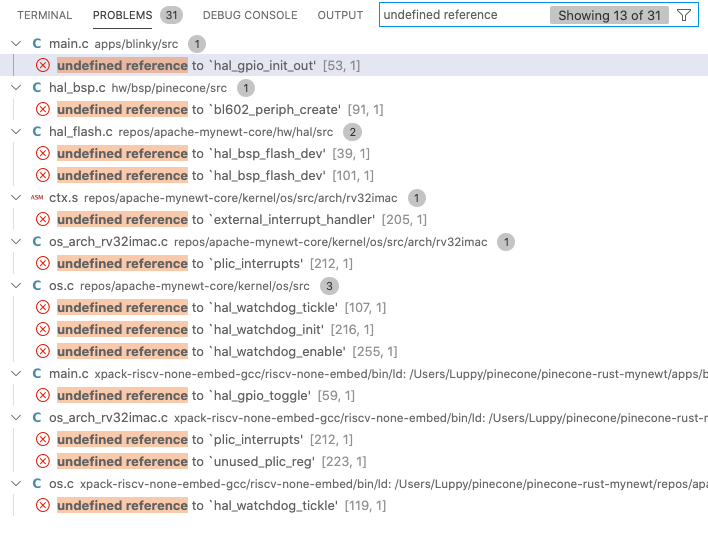 TERMINAL PROBLEMS 31 DEBUG CONSOLE OUTPUT undefined reference Showing 13 of 31
C main.c apps/blinky/src 1
undefined reference to `hal_gpio_init_out' [53, 1]
C hal_bsp.c hw/bsp/pinecone/src 1
undefined reference to `bl602_periph_create' [91, 1]
C hal_flash.c repos/apache-mynewt-core/hw/hal/src 2
undefined reference to `hal_bsp_flash_dev' [39, 1]
undefined reference to `hal_bsp_flash_dev' [101, 1]
ASM ctx.s repos/apache-mynewt-core/kernel/os/src/arch/rv32imac 1
undefined reference to `external_interrupt_handler' [205, 1]
C os_arch_rv32imac.c repos/apache-mynewt-core/kernel/os/src/arch/rv32imac 1
undefined reference to `plic_interrupts' [212, 1]
C os.c repos/apache-mynewt-core/kernel/os/src 3
undefined reference to `hal_watchdog_tickle' [107, 1]
undefined reference to `hal_watchdog_init' [216, 1]
undefined reference to `hal_watchdog_enable' [255, 1]
C main.c xpack-riscv-none-embed-gcc/riscv-none-embed/bin/ld: /Users/Luppy/pinecone/pinecone-rust-mynewt/apps/b
undefined reference to `hal_gpio_toggle' [59, 1]
C os_arch_rv32imac.c xpack-riscv-none-embed-gcc/riscv-none-embed/bin/ld: /Users/Luppy/pinecone/pinecone-rust-m
undefined reference to `plic_interrupts' [212, 1]
undefined reference to `unused_plic_reg' [223, 1]
C os.c xpack-riscv-none-embed-gcc/riscv-none-embed/bin/ld: /Users/Luppy/pinecone/pinecone-rust-mynewt/repos/apa
undefined reference to `hal_watchdog_tickle' [119, 1]